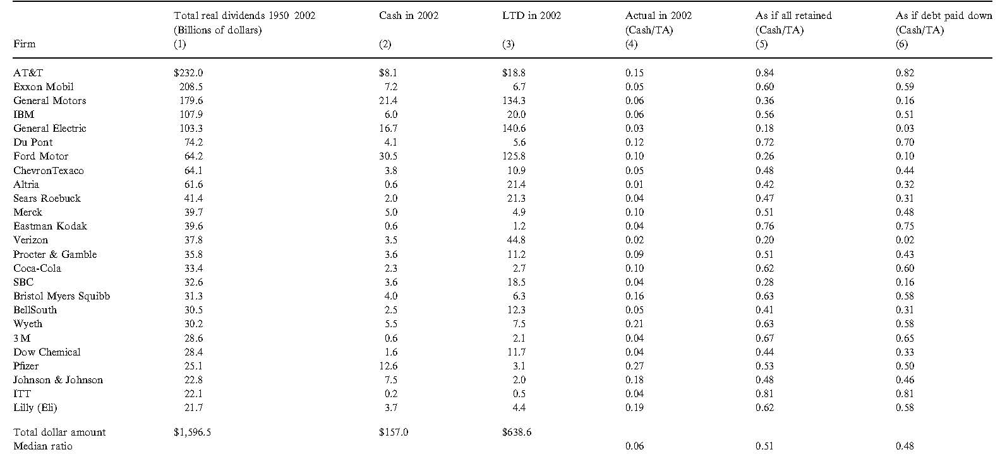 Total real dividends 1950 2002 Cash in 2002 LTD in 2002 Actual in 2002 As if all retained As if debt paid down
(Billions of dollars) (Cash/TA) (Cash/TA) (Cash/TA)
Firm (1) (2) (3) (4) (5) (6)
AT&T $232.0 $8.1 $18.8 0.15 0.84 0.82
Exxon Mobil 208.5 7.2 6.7 0.05 0.60 0.59
General Motors 179.6 21.4 134.3 0.06 0.36 0.16
IBM 107.9 6.0 20.0 0.06 0.56 0.51
General Electric 103.3 16.7 140.6 0.03 0.18 0.03
Du Pont 74.2 4.1 5.6 0.12 0.72 0.70
Ford Motor 64.2 30.5 125.8 0.10 0.26 0.10
ChevronTexaco 64.1 3.8 10.9 0.05 0.48 0.44
Altria 61.6 0.6 21.4 0.01 0.42 0.32
Sears Roebuck 41.4 2.0 21.3 0.04 0.47 0.31
Merck 39.7 5.0 4.9 0.10 0.51 0.48
Eastman Kodak 39.6 0.6 1.2 0.04 0.76 0.75
Verizon 37.8 3.5 44.8 0.02 0.20 0.02
Procter & Gamble 35.8 3.6 11.2 0.09 0.51 0.43
Coca-Cola 33.4 2.3 2.7 0.10 0.62 0.60
SBC 32.6 3.6 18.5 0.04 0.28 0.16
Bristol Myers Squibb 31.3 4.0 6.3 0.16 0.63 0.58
BellSouth 30.5 2.5 12.3 0.05 0.41 0.31
Wyeth 30.2 5.5 7.5 0.21 0.63 0.58
3M 28.6 0.6 2.1 0.04 0.67 0.65
Dow Chemical 28.4 1.6 11.7 0.04 0.44 0.33
Pfizer 25.1 12.6 3.1 0.27 0.53 0.50
Johnson & Johnson 22.8 7.5 2.0 0.18 0.48 0.46
ITT 22.1 0.2 0.5 0.04 0.81 0.81
Lilly (Eli) 21.7 3.7 4.4 0.19 0.62 0.58
Total dollar amount $1,596.5 $157.0 $638.6
Median ratio 0.06 0.51 0.48